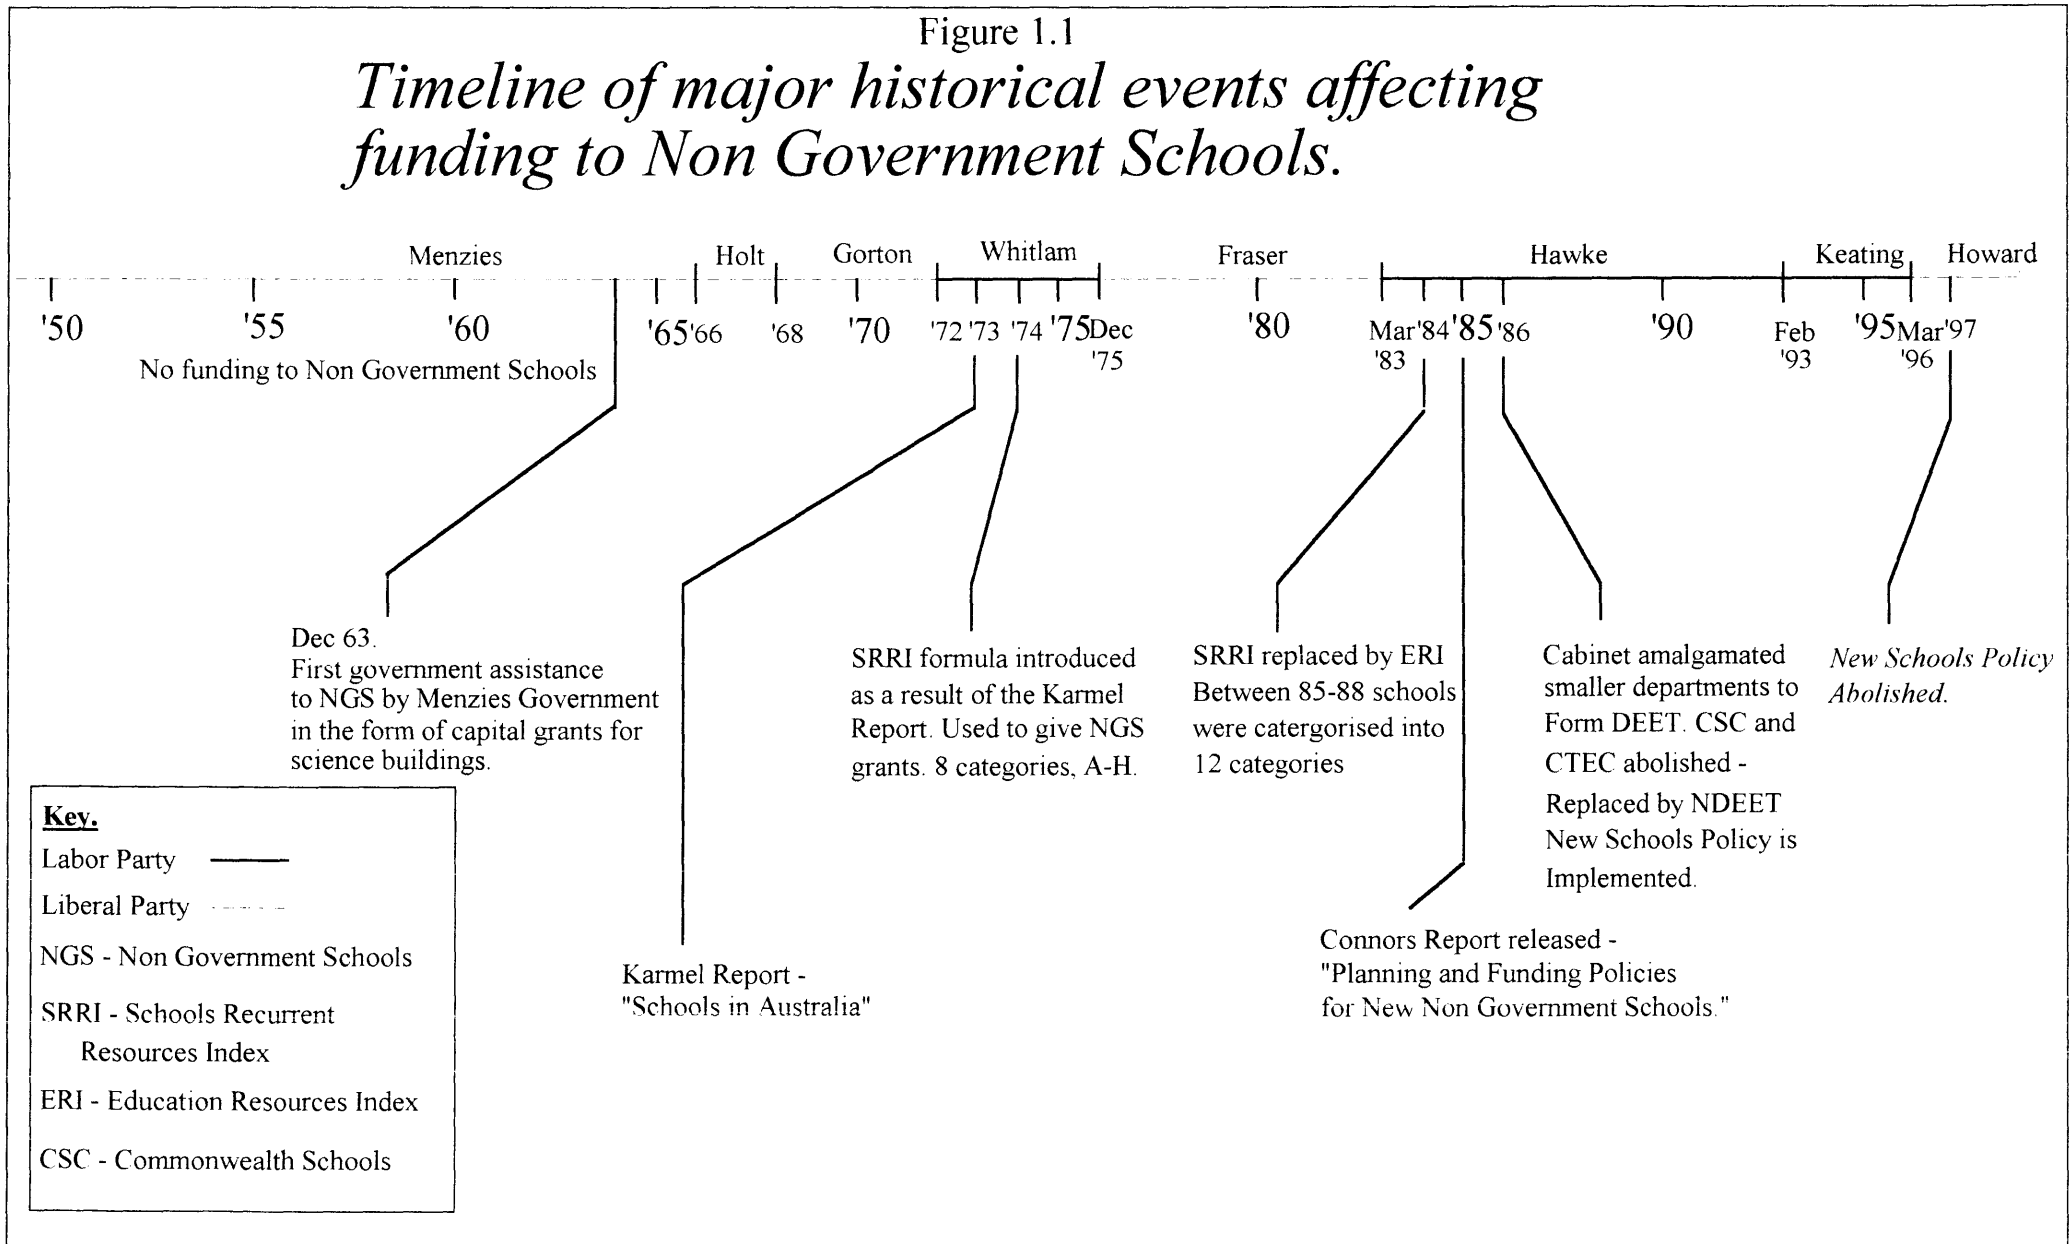 Figure 1.1
Timeline of major historical events affecting
funding to Non Government Schools.
Menzies Holt Gorton Whitlam Fraser Hawke Keating Howard
'50 '55 '60 '65 '66 '68 '70 '72 '73 '74 '75 Dec '80 Mar '84 '85 '86 '90 Feb '95 Mar '97
'75 '83 '93 '96
No funding to Non Government Schools
Dec 63.
First government assistance
to NGS by Menzies Government
in the form of capital grants for
science buildings.
Karmel Report -
"Schools in Australia"
SRRI formula introduced
as a result of the Karmel
Report. Used to give NGS
grants. 8 categories, A-H.
SRRI replaced by ERI
Between 85-88 schools
were catergorised into
12 categories
Connors Report released -
"Planning and Funding Policies
for New Non Government Schools."
Cabinet amalgamated
smaller departments to
Form DEET. CSC and
CTEC abolished -
Replaced by NDEET
New Schools Policy is
Implemented.
New Schools Policy
Abolished.
Key.
Labor Party
Liberal Party
NGS - Non Government Schools
SRRI - Schools Recurrent
Resources Index
ERI - Education Resources Index
CSC - Commonwealth Schools